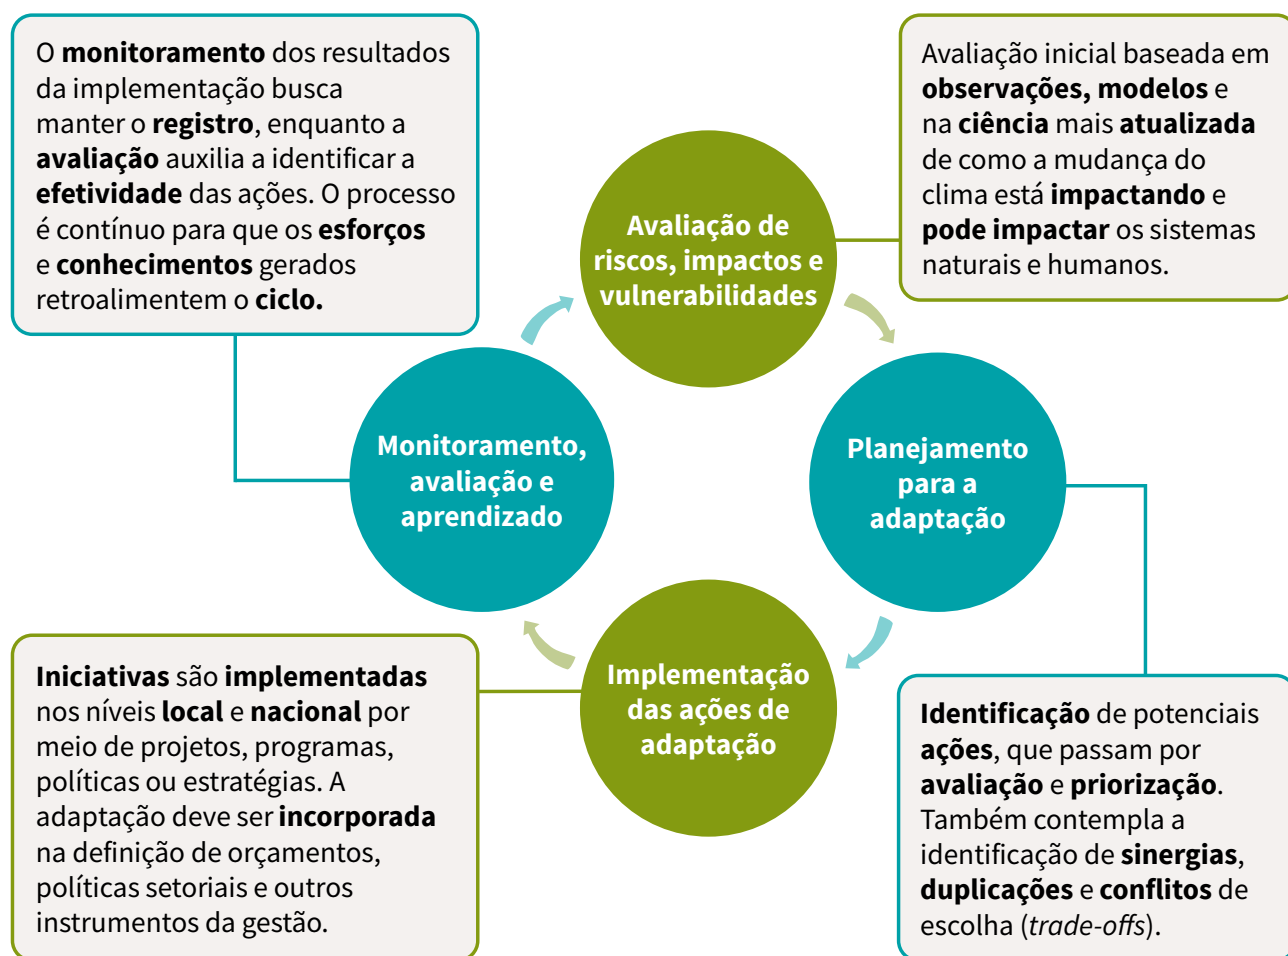 O monitoramento dos resultados
da implementação busca
manter o registro, enquanto a
avaliação auxilia a identificar a
efetividade das ações. O processo
é contínuo para que os esforços
e conhecimentos gerados
retroalimentem o ciclo.
Avaliação inicial baseada em
observações, modelos e
na ciência mais atualizada
de como a mudança do
clima está impactando e
pode impactar os sistemas
naturais e humanos.
Avaliação de
riscos, impactos e
vulnerabilidades
Monitoramento,
avaliação e
aprendizado
Planejamento
para a
adaptação
Implementação
das ações de
adaptação
Iniciativas são implementadas
nos níveis local e nacional por
meio de projetos, programas,
políticas ou estratégias. A
adaptação deve ser incorporada
na definição de orçamentos,
políticas setoriais e outros
instrumentos da gestão.
Identificação de potenciais
ações, que passam por
avaliação e priorização.
Também contempla a
identificação de sinergias,
duplicações e conflitos de
escolha (trade-offs).